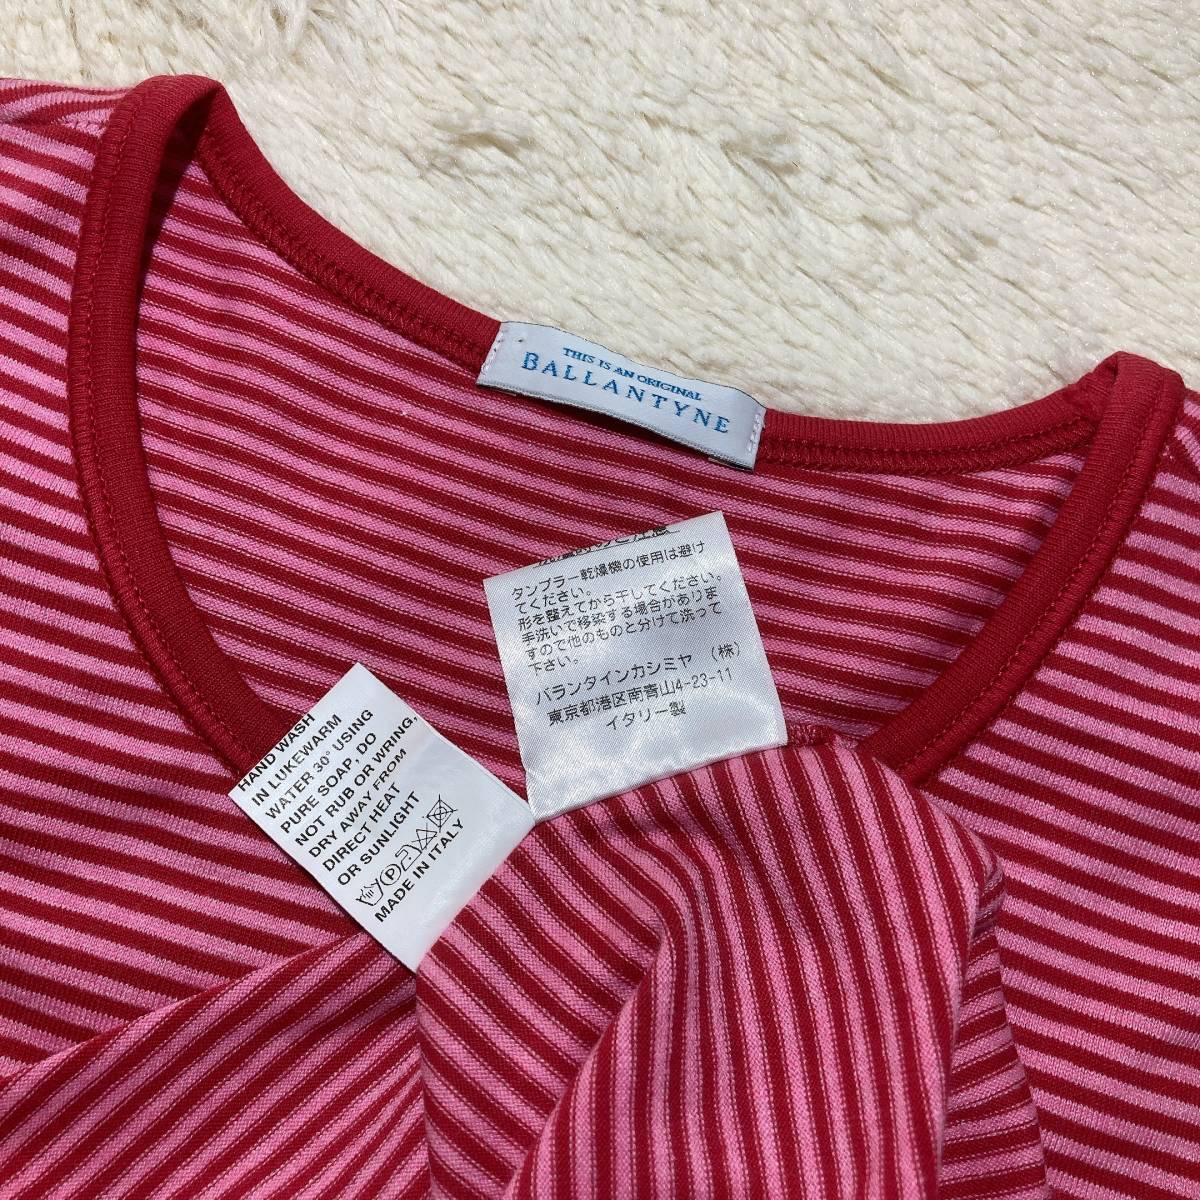 THIS IS AN ORIGINAL
BALLANTYNE
タンブラー乾燥機の使用は避け
てください。
形を整えてから干してください。
手洗いで移染する場合がありま
すので他のものと分けて洗って
下さい。
バランタインカシミヤ (株)
東京都港区南青山4-23-11
イタリー製
HAND WASH
IN LUKEWARM
WATER 30° USING
PURE SOAP, DO
NOT RUB OR WRING,
DRY AWAY FROM
DIRECT HEAT
OR SUNLIGHT
P
MADE IN ITALY